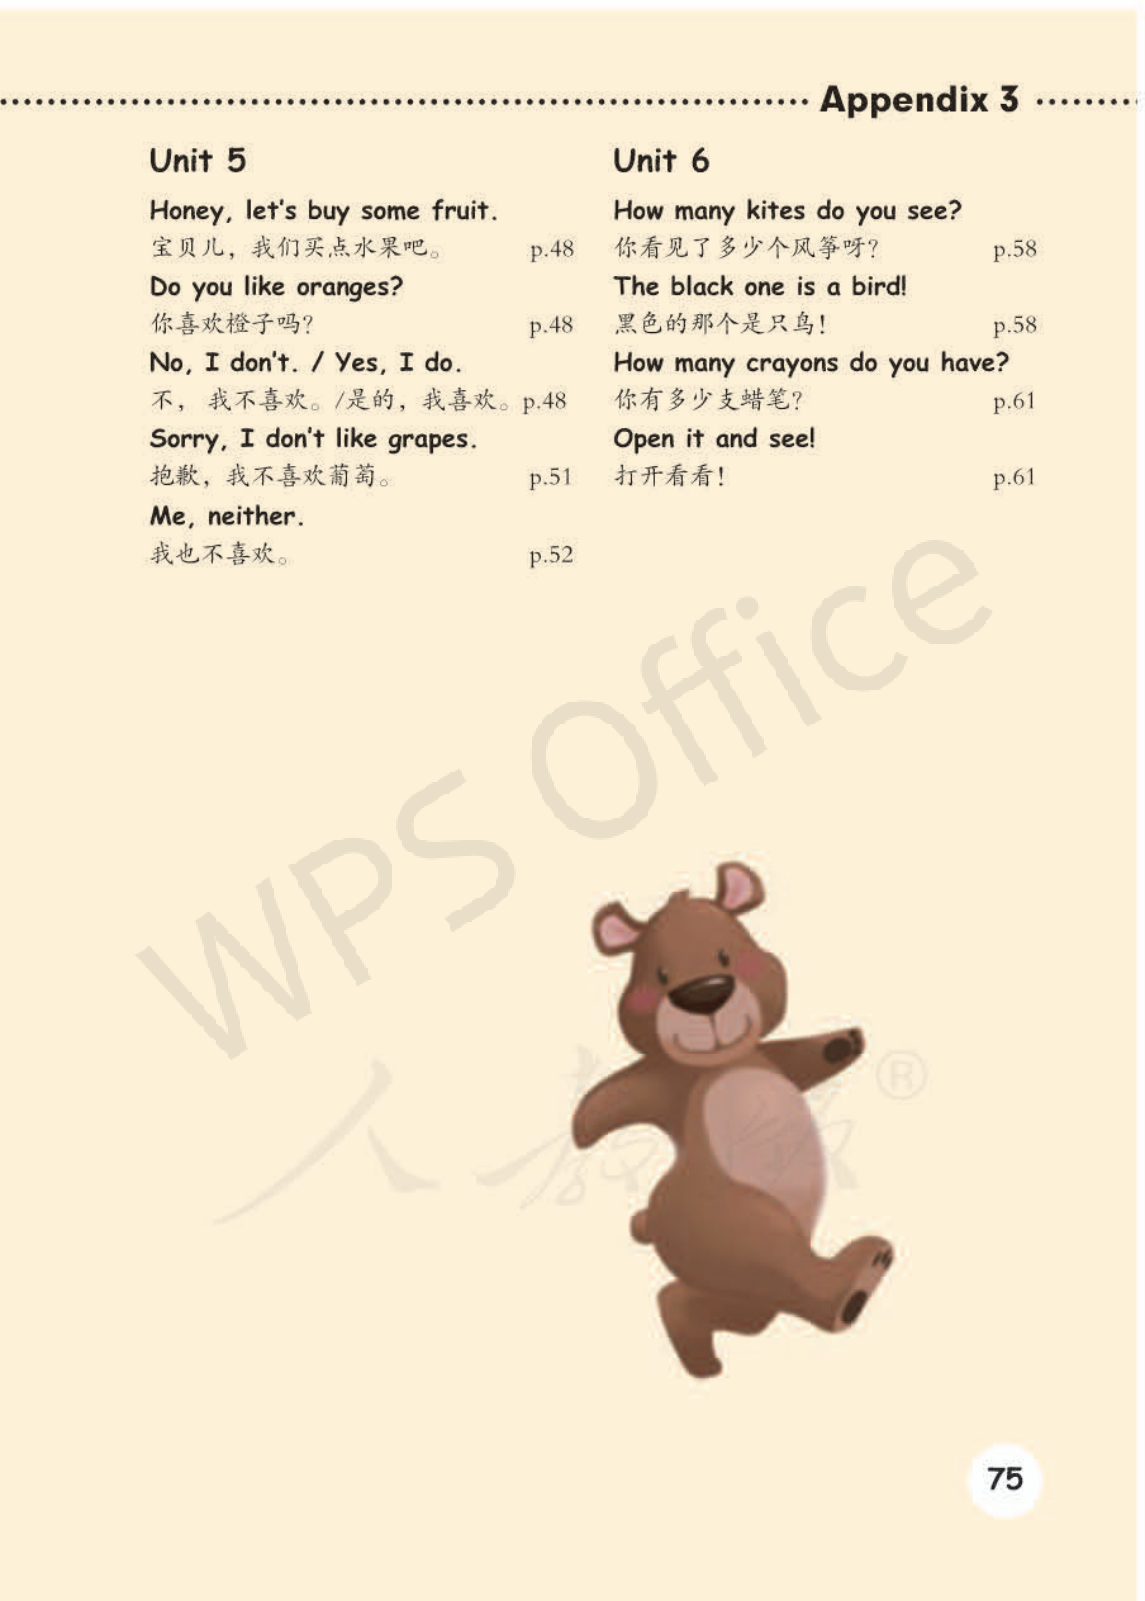 Appendix 3
Unit 5
Honey, let's buy some fruit.
宝贝儿，我们买点水果吧。 p.48
Do you like oranges?
你喜欢橙子吗？ p.48
No, I don't. / Yes, I do.
不， 我不喜欢。/是的，我喜欢。p.48
Sorry, I don't like grapes.
抱歉，我不喜欢葡萄。 p.51
Me, neither.
我也不喜欢。 p.52
Unit 6
How many kites do you see?
你看见了多少个风筝呀？ p.58
The black one is a bird!
黑色的那个是只鸟！ p.58
How many crayons do you have?
你有多少支蜡笔？ p.61
Open it and see!
打开看看！ p.61
WPS Office
人教版®
75